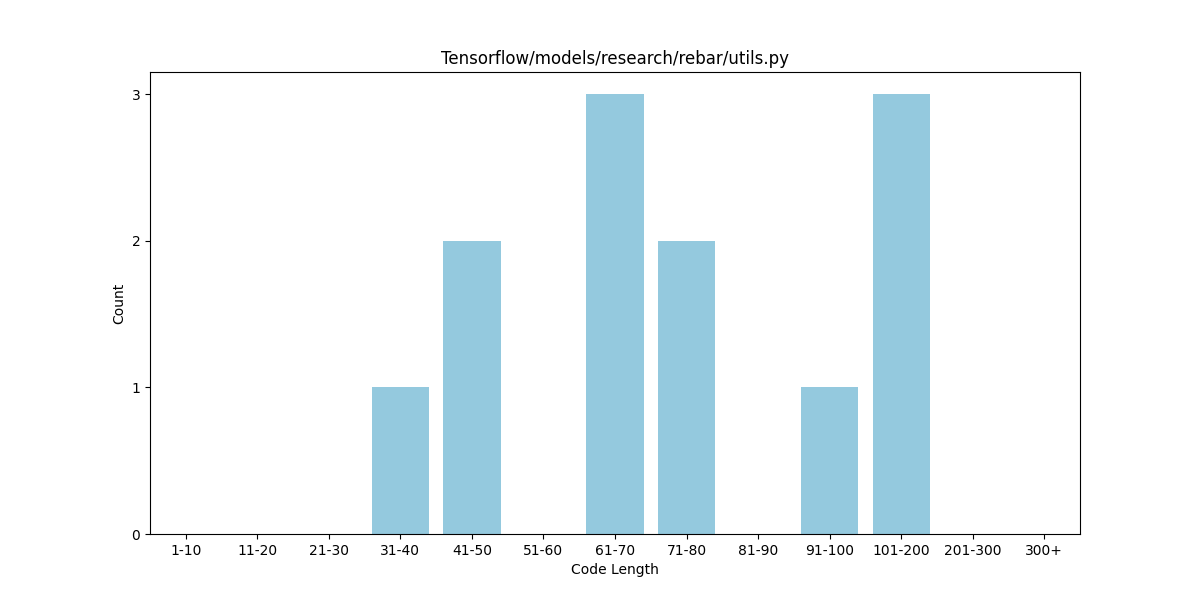 Tensorflow/models/research/rebar/utils.py
3
2
1
0
Count
1-10 11-20 21-30 31-40 41-50 51-60 61-70 71-80 81-90 91-100 101-200 201-300 300+
Code Length